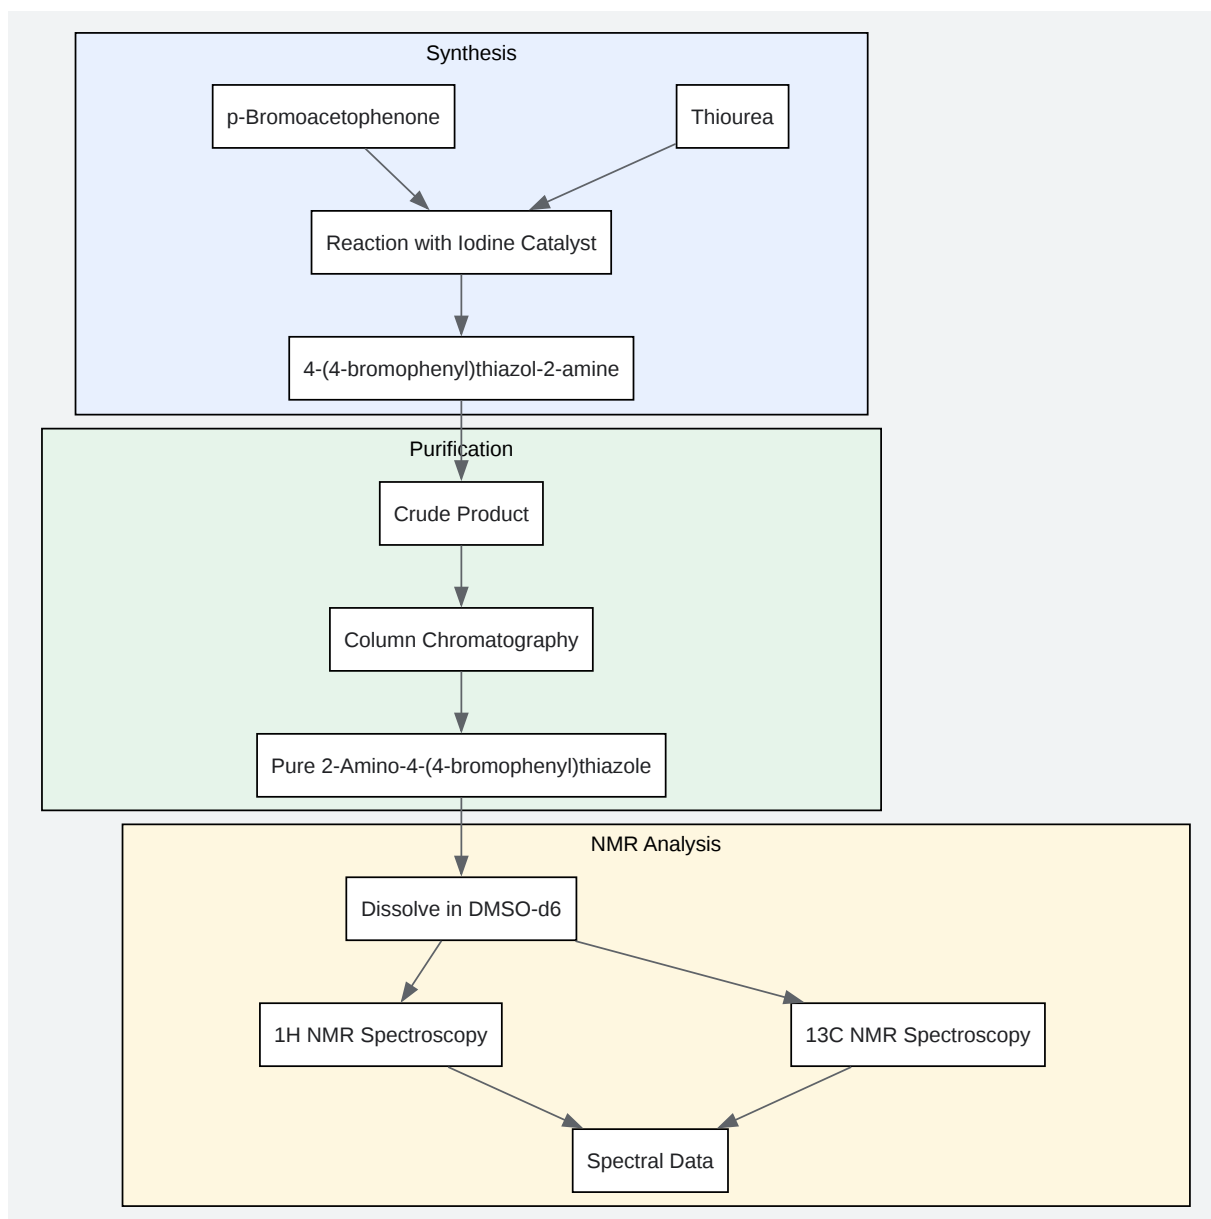 Synthesis
p-Bromoacetophenone
Thiourea
Reaction with Iodine Catalyst
4-(4-bromophenyl)thiazol-2-amine
Purification
Crude Product
Column Chromatography
Pure 2-Amino-4-(4-bromophenyl)thiazole
NMR Analysis
Dissolve in DMSO-d6
1H NMR Spectroscopy
13C NMR Spectroscopy
Spectral Data